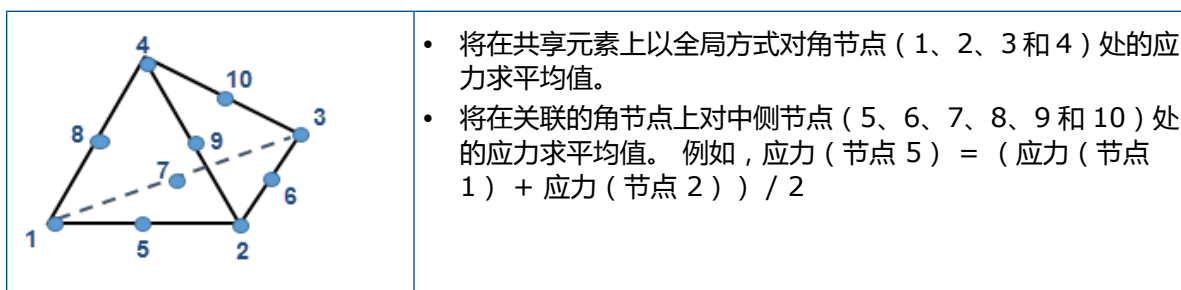 4
10
3
8
9
7
6
1
5
2
• 将在共享元素上以全局方式对角节点（1、2、3 和 4）处的应
力求平均值。
• 将在关联的角节点上对中侧节点（5、6、7、8、9 和 10）处
的应力求平均值。 例如，应力（节点 5） = （应力（节点
1） + 应力（节点 2））/ 2